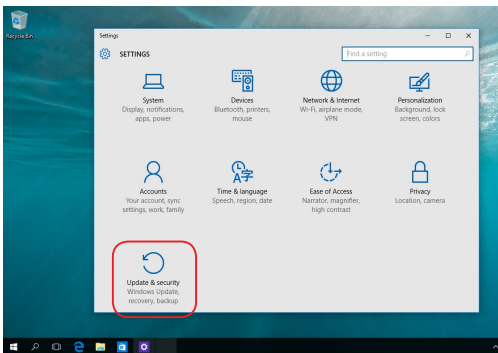 Recycle Bin
Settings
SETTINGS
Find a setting
System
Display, notifications,
apps, power
Devices
Bluetooth, printers,
mouse
Network & Internet
Wi-Fi, airplane mode,
VPN
Personalization
Background, lock
screen, colors
Accounts
Your account, sync
settings, work, family
Time & language
Speech, region, date
Ease of Access
Narrator, magnifier,
high contrast
Privacy
Location, camera
Update & security
Windows Update,
recovery, backup